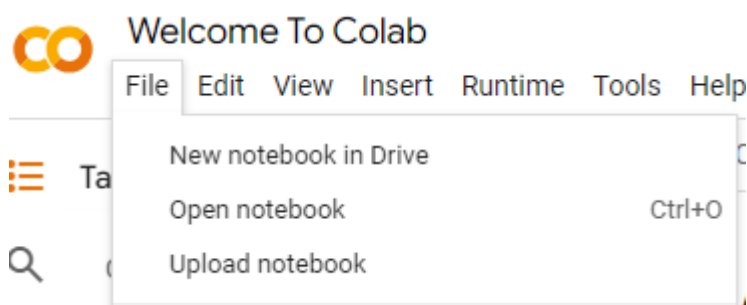 Welcome To Colab
File Edit View Insert Runtime Tools Help
New notebook in Drive
Ta
Open notebook Ctrl+O
Upload notebook